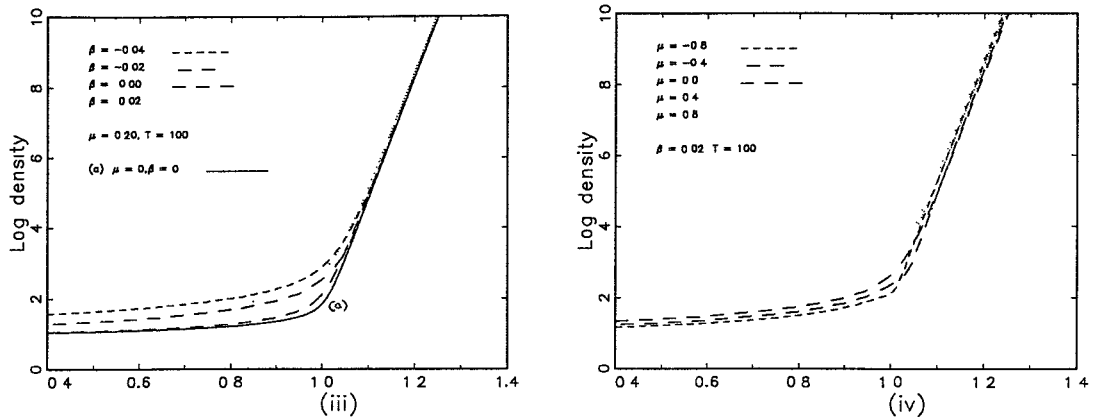 Log density
10
8
6
4
2
0
β = -0.04
β = -0.02
β = 0.00
β = 0.02
μ = 0.20, T = 100
(a) μ = 0, β = 0
(a)
0 4 0.6 0.8 1.0 1.2 1.4
(iii)
Log density
10
8
6
4
2
0
μ = -0.8
μ = -0.4
μ = 0.0
μ = 0.4
μ = 0.8
β = 0.02 T = 100
0 4 0 6 0 8 1 0 1 2 1 4
(iv)